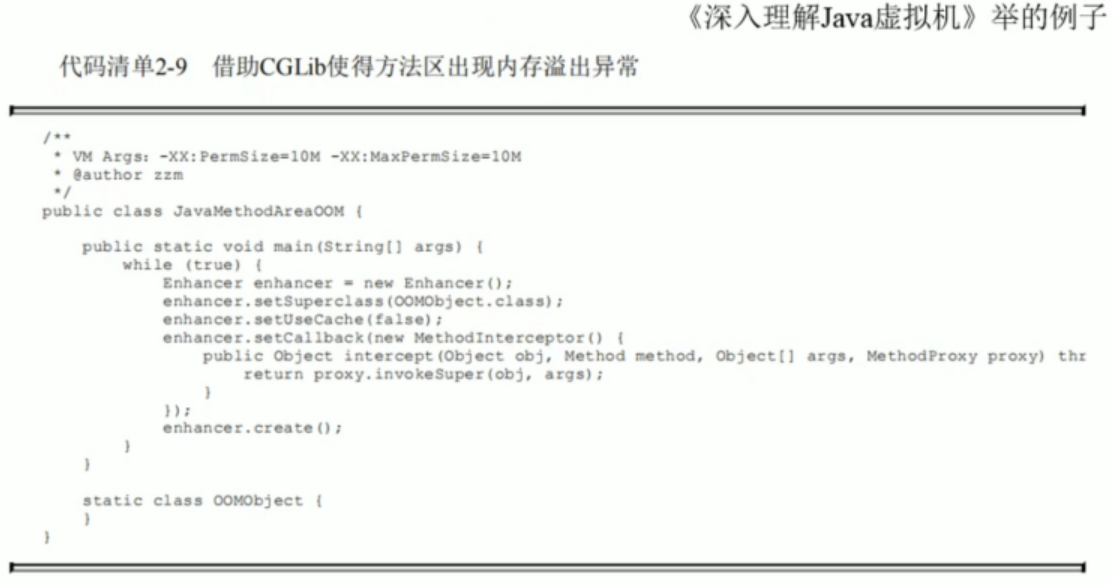 《深入理解Java虚拟机》举的例子
代码清单2-9 借助CGLib使得方法区出现内存溢出异常
/**
 * VM Args: -XX:PermSize=10M -XX:MaxPermSize=10M
 * @author zzm
 */
public class JavaMethodAreaOOM {
    public static void main(String[] args) {
        while (true) {
            Enhancer enhancer = new Enhancer();
            enhancer.setSuperclass(OOMObject.class);
            enhancer.setUseCache(false);
            enhancer.setCallback(new MethodInterceptor() {
                public Object intercept(Object obj, Method method, Object[] args, MethodProxy proxy) thr
                    return proxy.invokeSuper(obj, args);
                }
            });
            enhancer.create();
        }
    }
    static class OOMObject {
    }
}